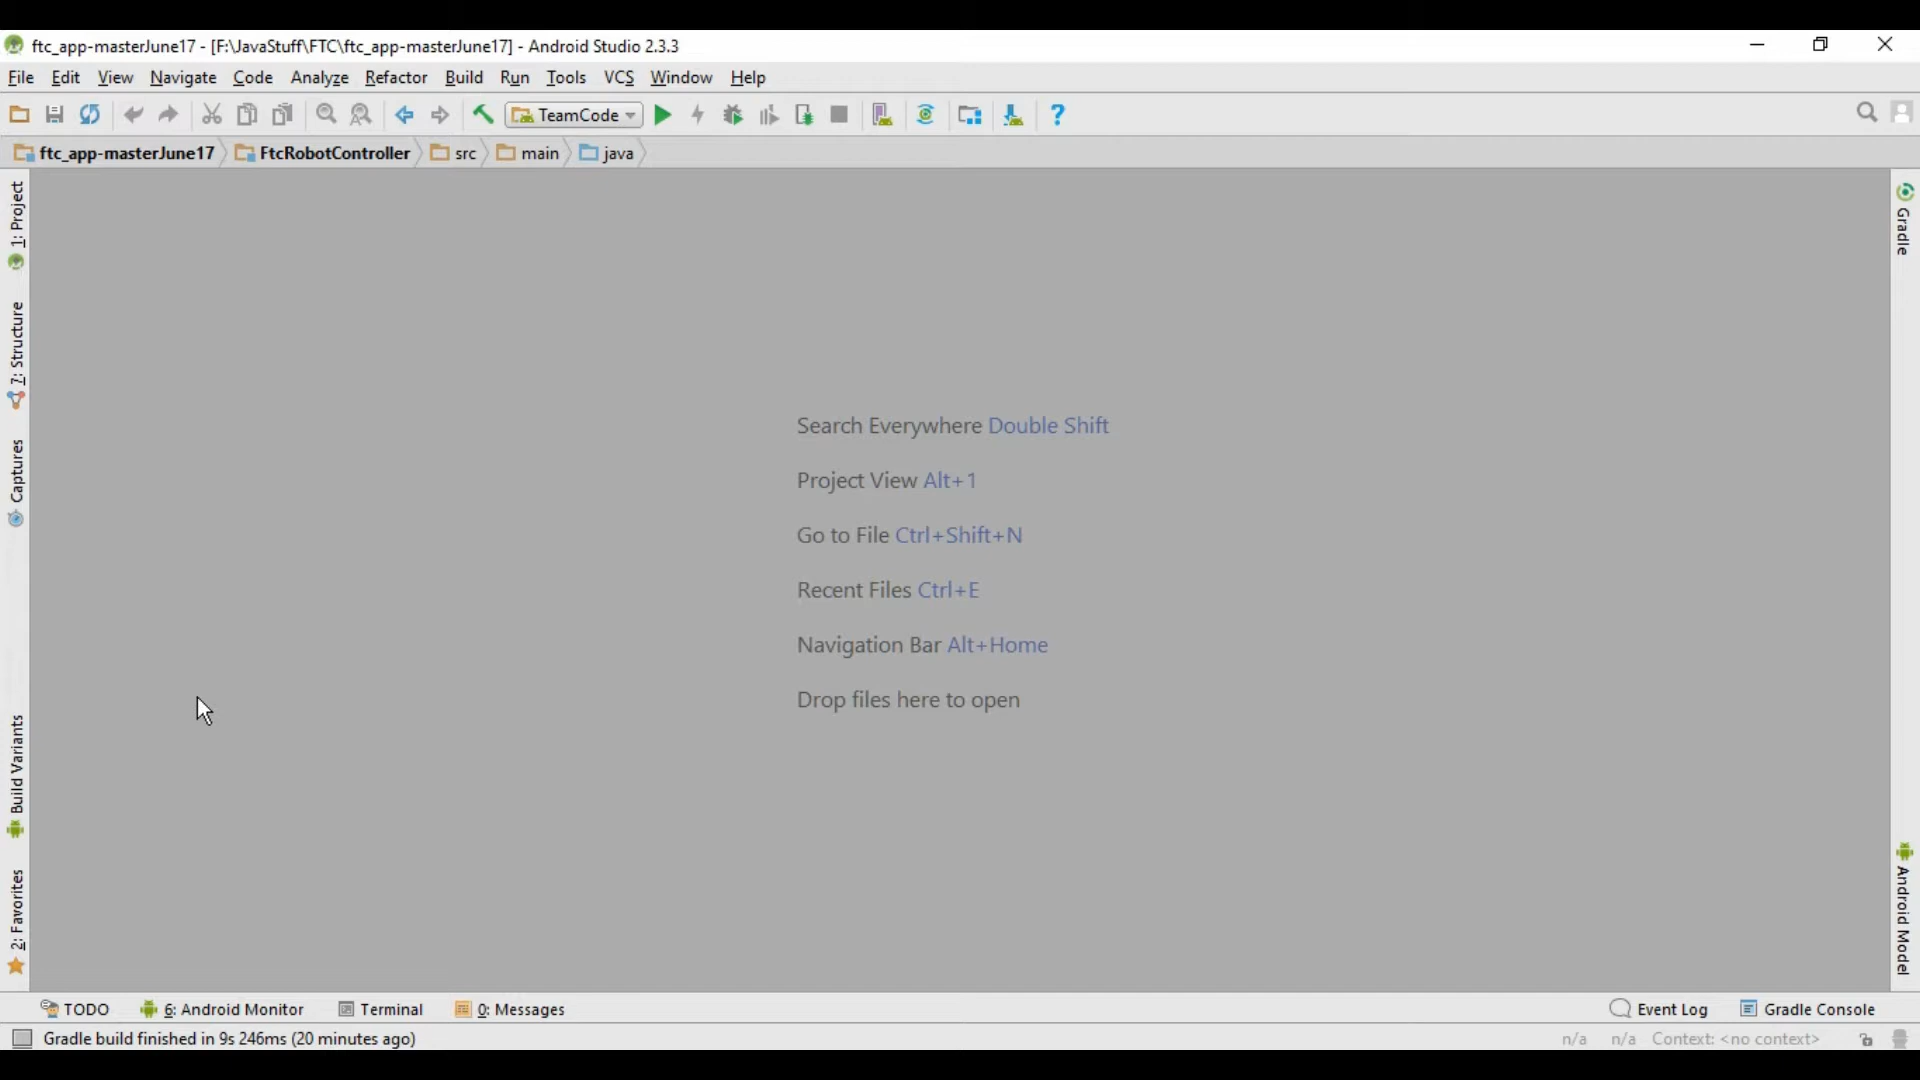 ftc_app-masterJune17 - [F:\JavaStuff\FTC\ftc_app-masterJune17] - Android Studio 2.3.3
File Edit View Navigate Code Analyze Refactor Build Run Tools VCS Window Help
TeamCode
ftc_app-masterJune17 FtcRobotController src main java
1: Project
7: Structure
Captures
Build Variants
2: Favorites
Search Everywhere Double Shift
Project View Alt+1
Go to File Ctrl+Shift+N
Recent Files Ctrl+E
Navigation Bar Alt+Home
Drop files here to open
Gradle
Android Model
TODO 6: Android Monitor Terminal 0: Messages Event Log Gradle Console
Gradle build finished in 9s 246ms (20 minutes ago) n/a n/a Context: <no context>